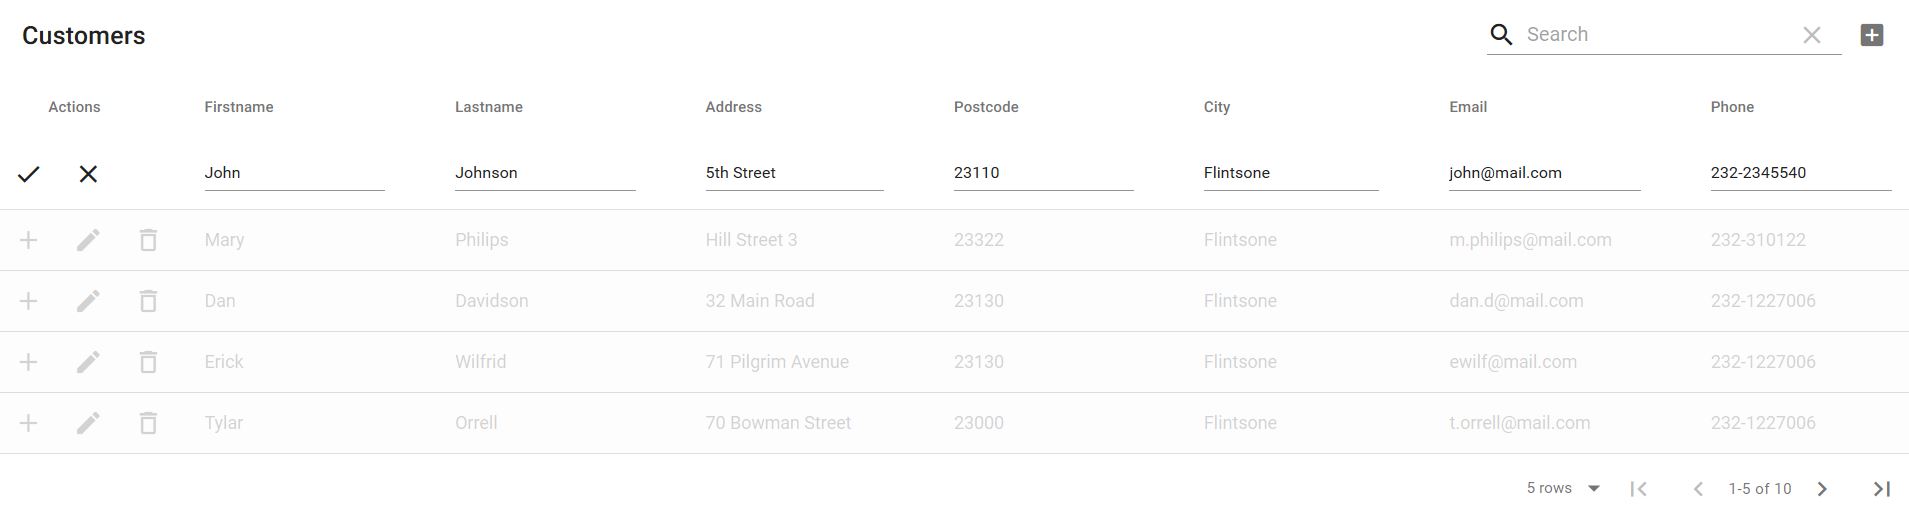 Customers
Search
Actions Firstname Lastname Address Postcode City Email Phone
John Johnson 5th Street 23110 Flintsone john@mail.com 232-2345540
Mary Philips Hill Street 3 23322 Flintsone m.philips@mail.com 232-310122
Dan Davidson 32 Main Road 23130 Flintsone dan.d@mail.com 232-1227006
Erick Wilfrid 71 Pilgrim Avenue 23130 Flintsone ewilf@mail.com 232-1227006
Tylar Orrell 70 Bowman Street 23000 Flintsone t.orrell@mail.com 232-1227006
5 rows 1-5 of 10